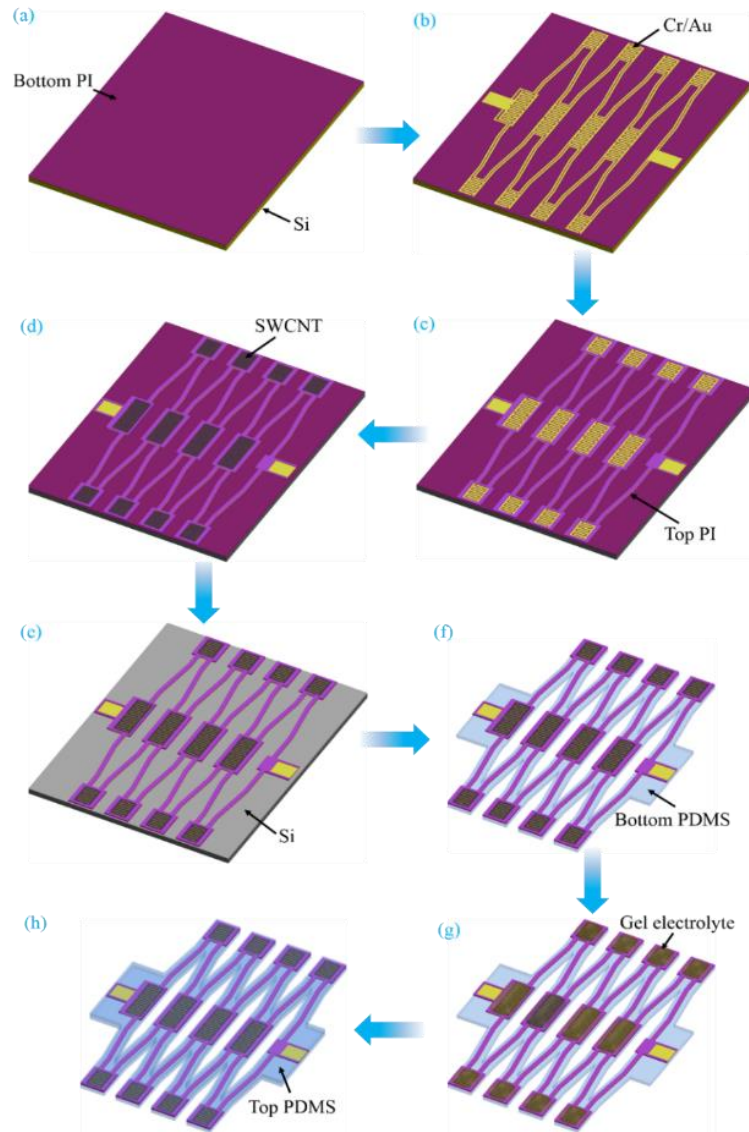 (a)
Bottom PI
Si
(b)
Cr/Au
(d)
SWCNT
(c)
Top PI
(e)
Si
(f)
Bottom PDMS
(h)
Top PDMS
Gel electrolyte
(g)